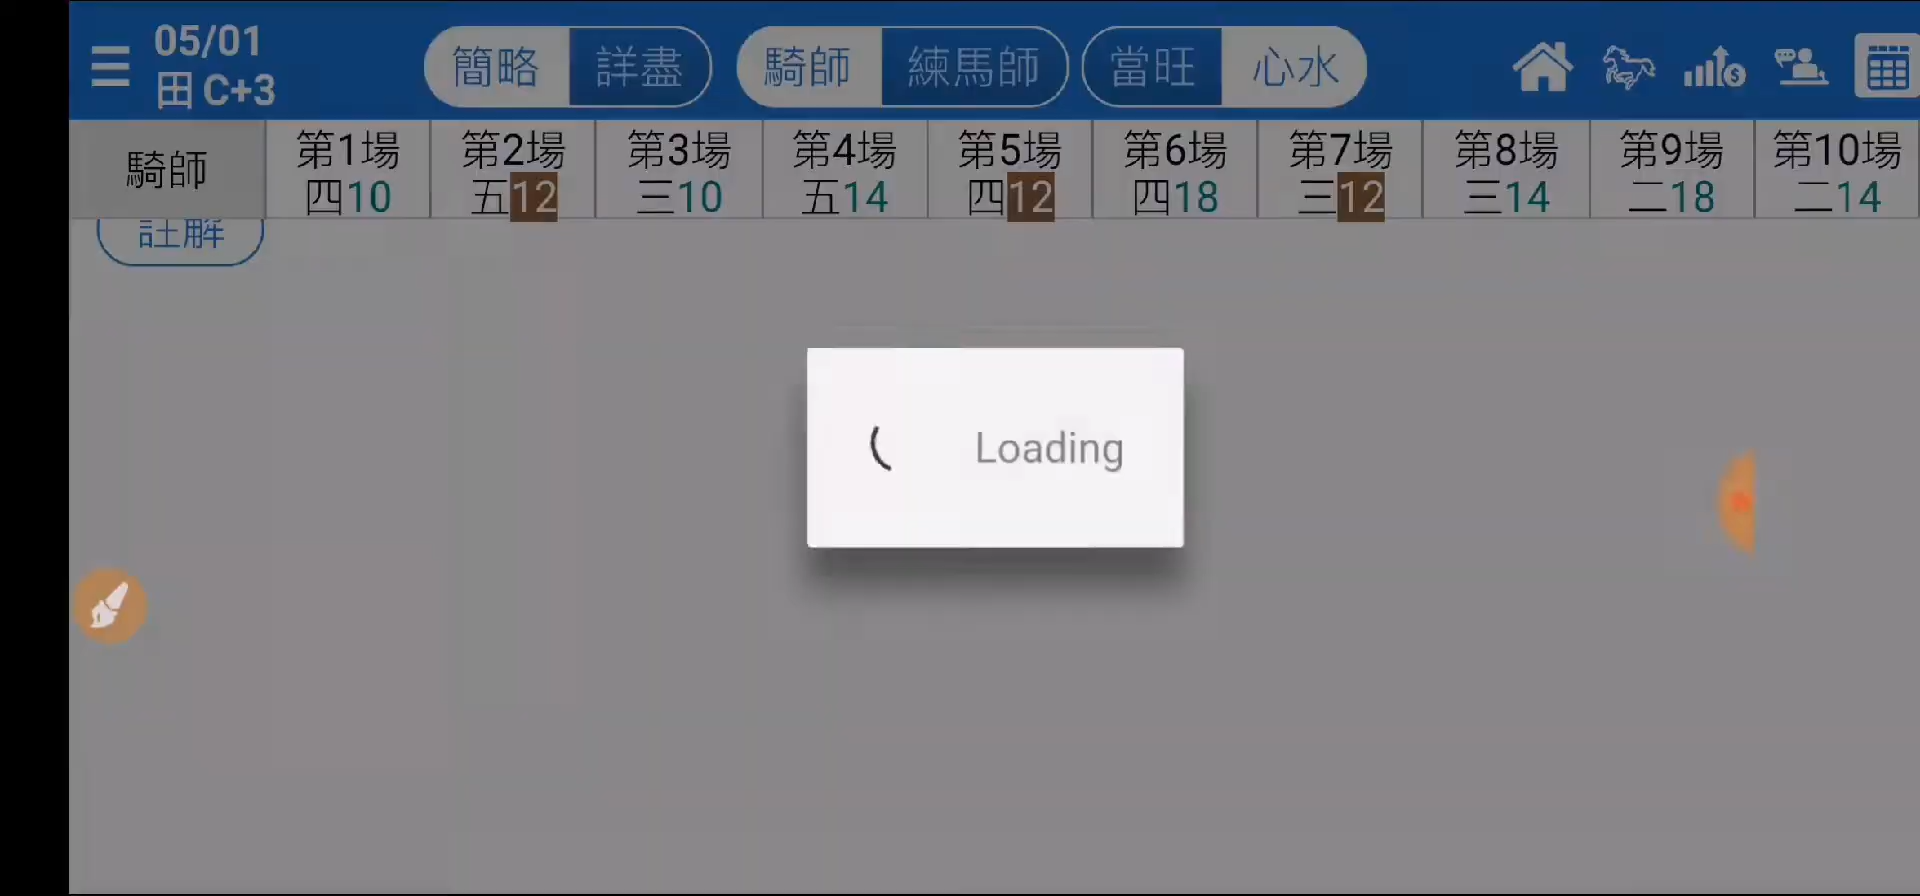 05/01
田 C+3
簡略 詳盡 騎師 練馬師 當旺 心水
騎師 第1場 第2場 第3場 第4場 第5場 第6場 第7場 第8場 第9場 第10場
四10 五12 三10 五14 四12 四18 三12 三14 二18 二14
註解
Loading